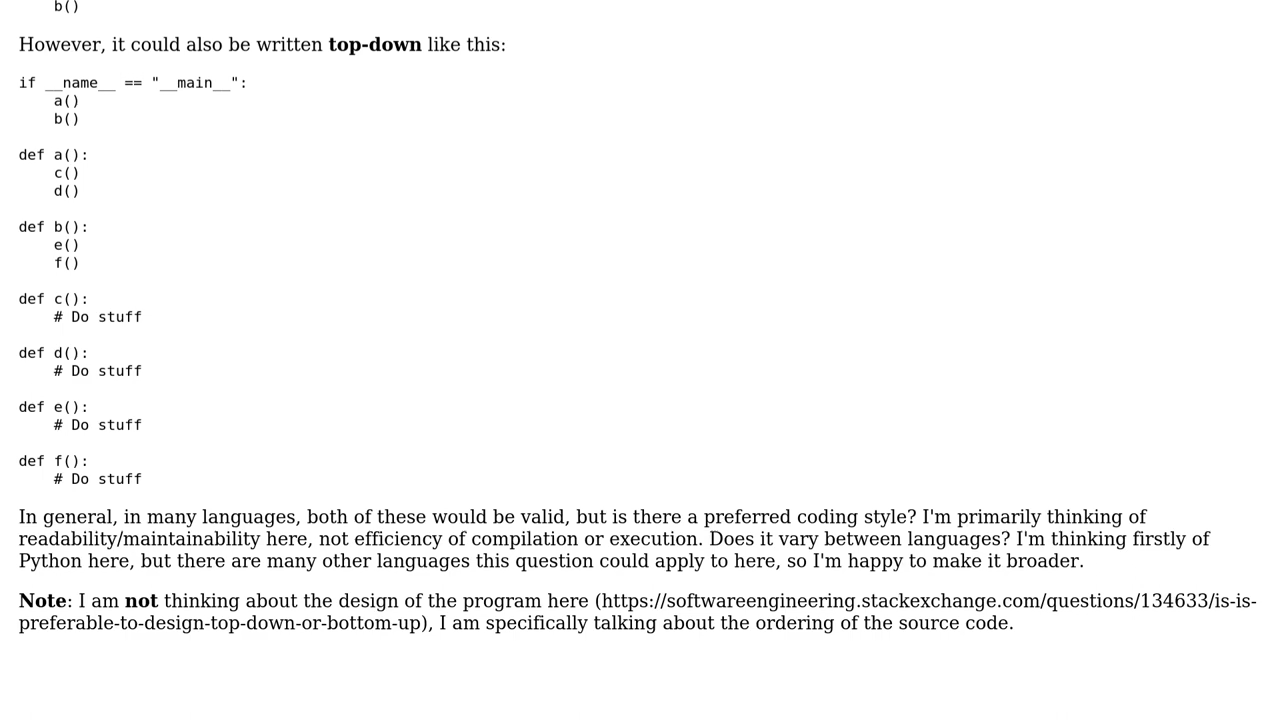 b()
However, it could also be written top-down like this:
if __name__ == "__main__":
    a()
    b()
def a():
    c()
    d()
def b():
    e()
    f()
def c():
    # Do stuff
def d():
    # Do stuff
def e():
    # Do stuff
def f():
    # Do stuff
In general, in many languages, both of these would be valid, but is there a preferred coding style? I'm primarily thinking of
readability/maintainability here, not efficiency of compilation or execution. Does it vary between languages? I'm thinking firstly of
Python here, but there are many other languages this question could apply to here, so I'm happy to make it broader.
Note: I am not thinking about the design of the program here (https://softwareengineering.stackexchange.com/questions/134633/is-is-
preferable-to-design-top-down-or-bottom-up), I am specifically talking about the ordering of the source code.